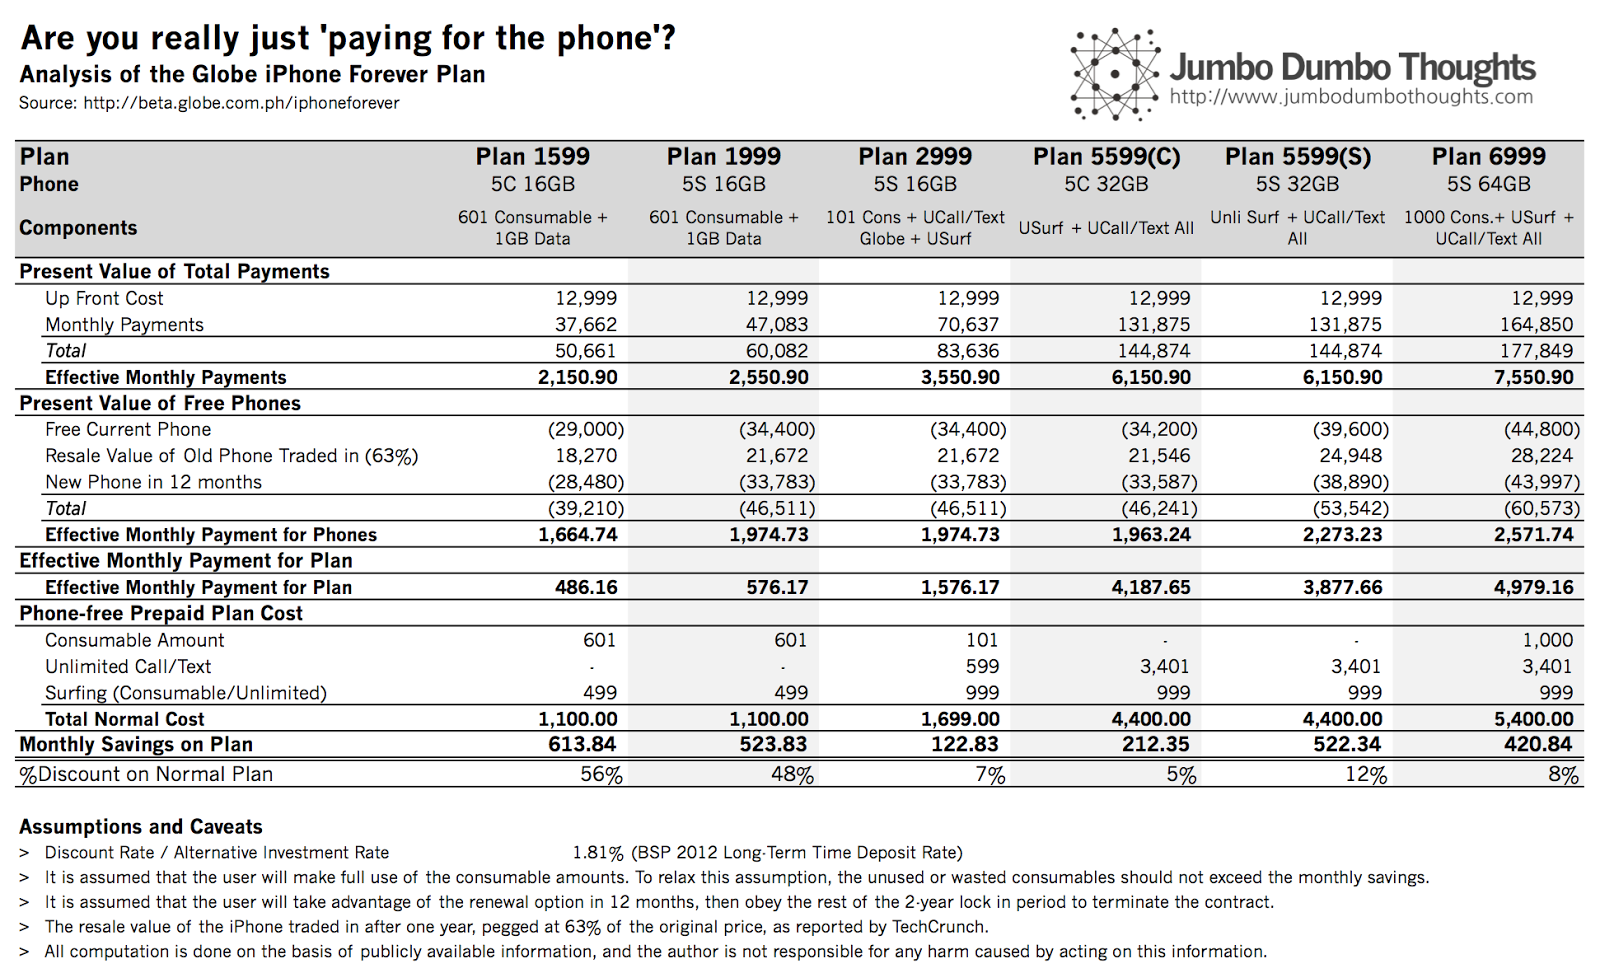 Are you really just 'paying for the phone'?
Analysis of the Globe iPhone Forever Plan
Source: http://beta.globe.com.ph/iphoneforever
Jumbo Dumbo Thoughts
http://www.jumbodumbothoughts.com
Plan Plan 1599 Plan 1999 Plan 2999 Plan 5599(C) Plan 5599(S) Plan 6999
Phone 5C 16GB 5S 16GB 5S 16GB 5C 32GB 5S 32GB 5S 64GB
Components 601 Consumable + 1GB Data 601 Consumable + 1GB Data 101 Cons + UCall/Text Globe + USurf USurf + UCall/Text All Unli Surf + UCall/Text All 1000 Cons.+ USurf + UCall/Text All
Present Value of Total Payments
Up Front Cost 12,999 12,999 12,999 12,999 12,999 12,999
Monthly Payments 37,662 47,083 70,637 131,875 131,875 164,850
Total 50,661 60,082 83,636 144,874 144,874 177,849
Effective Monthly Payments 2,150.90 2,550.90 3,550.90 6,150.90 6,150.90 7,550.90
Present Value of Free Phones
Free Current Phone (29,000) (34,400) (34,400) (34,200) (39,600) (44,800)
Resale Value of Old Phone Traded in (63%) 18,270 21,672 21,672 21,546 24,948 28,224
New Phone in 12 months (28,480) (33,783) (33,783) (33,587) (38,890) (43,997)
Total (39,210) (46,511) (46,511) (46,241) (53,542) (60,573)
Effective Monthly Payment for Phones 1,664.74 1,974.73 1,974.73 1,963.24 2,273.23 2,571.74
Effective Monthly Payment for Plan
Effective Monthly Payment for Plan 486.16 576.17 1,576.17 4,187.65 3,877.66 4,979.16
Phone-free Prepaid Plan Cost
Consumable Amount 601 601 101 - - 1,000
Unlimited Call/Text - - 599 3,401 3,401 3,401
Surfing (Consumable/Unlimited) 499 499 999 999 999 999
Total Normal Cost 1,100.00 1,100.00 1,699.00 4,400.00 4,400.00 5,400.00
Monthly Savings on Plan 613.84 523.83 122.83 212.35 522.34 420.84
%Discount on Normal Plan 56% 48% 7% 5% 12% 8%
Assumptions and Caveats
> Discount Rate / Alternative Investment Rate 1.81% (BSP 2012 Long-Term Time Deposit Rate)
> It is assumed that the user will make full use of the consumable amounts. To relax this assumption, the unused or wasted consumables should not exceed the monthly savings.
> It is assumed that the user will take advantage of the renewal option in 12 months, then obey the rest of the 2-year lock in period to terminate the contract.
> The resale value of the iPhone traded in after one year, pegged at 63% of the original price, as reported by TechCrunch.
> All computation is done on the basis of publicly available information, and the author is not responsible for any harm caused by acting on this information.